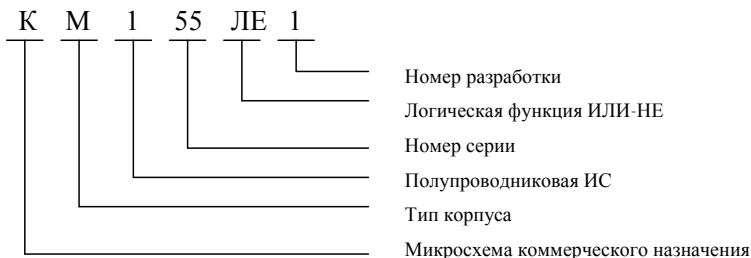 К М 1 55 ЛЕ 1
Номер разработки
Логическая функция ИЛИ-НЕ
Номер серии
Полупроводниковая ИС
Тип корпуса
Микросхема коммерческого назначения